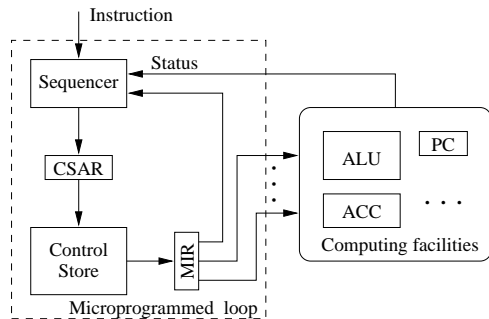 Instruction
Sequencer
Status
CSAR
Control
Store
MIR
Microprogrammed loop
ALU
PC
ACC
. . .
Computing facilities